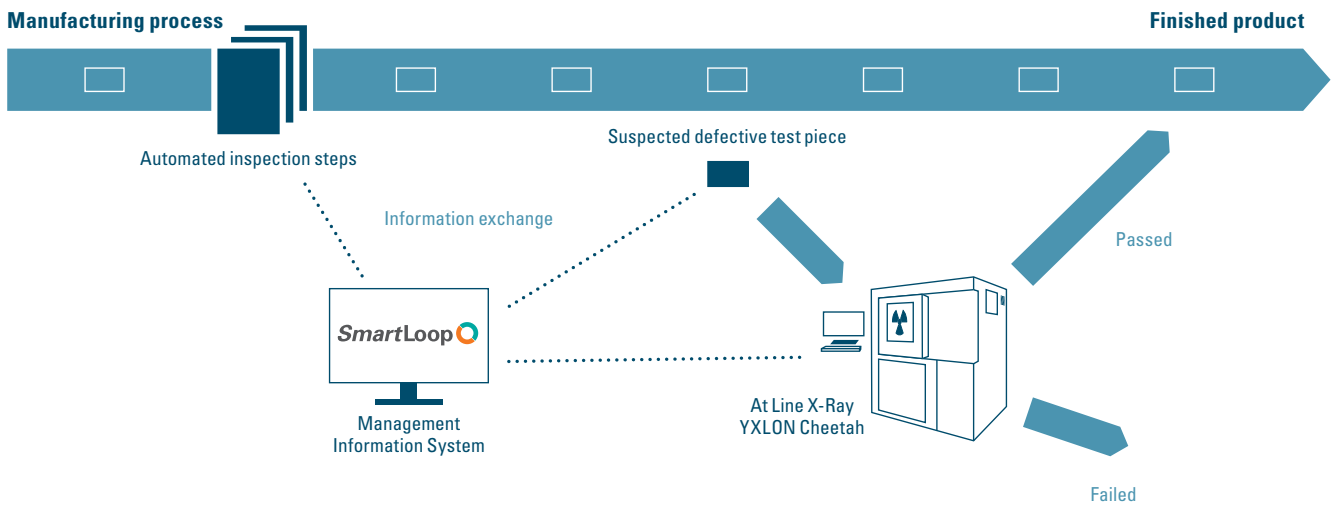 Manufacturing process
Finished product
Automated inspection steps
Suspected defective test piece
Information exchange
Passed
SmartLoop
Management
Information System
At Line X-Ray
YXLON Cheetah
Failed